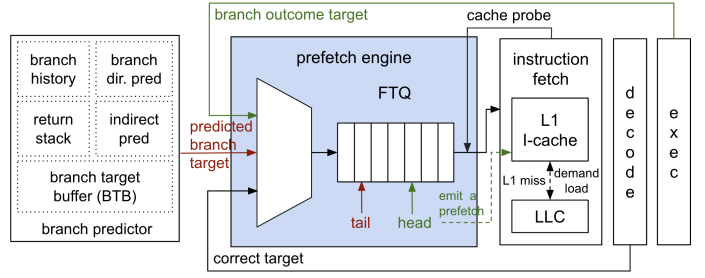 branch outcome target
cache probe
branch
history
branch
dir. pred
return
stack
indirect
pred
branch target
buffer (BTB)
branch predictor
prefetch engine
FTQ
predicted
branch
target
tail
head
emit a
prefetch
instruction
fetch
L1
I-cache
L1 miss
demand
load
LLC
decode
exec
correct target